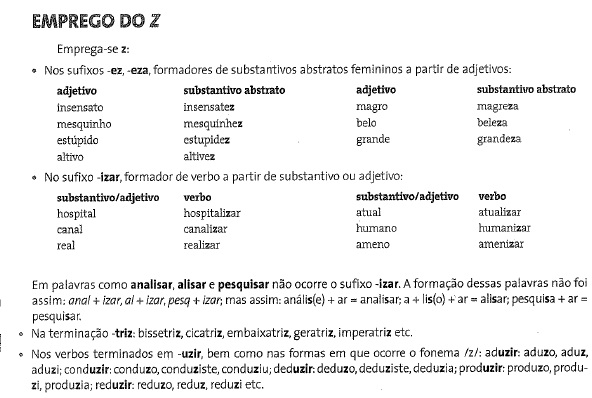 EMPREGO DO Z
Emprega-se z:
• Nos sufixos -ez, -eza, formadores de substantivos abstratos femininos a partir de adjetivos:
adjetivo substantivo abstrato adjetivo substantivo abstrato
insensato insensatez magro magreza
mesquinho mesquinhez belo beleza
estúpido estupidez grande grandeza
altivo altivez
• No sufixo -izar, formador de verbo a partir de substantivo ou adjetivo:
substantivo/adjetivo verbo substantivo/adjetivo verbo
hospital hospitalizar atual atualizar
canal canalizar humano humanizar
real realizar ameno amenizar
Em palavras como analisar, alisar e pesquisar não ocorre o sufixo -izar. A formação dessas palavras não foi
assim: anal + izar, al + izar, pesq + izar; mas assim: anális(e) + ar = analisar; a + lis(o) + ar = alisar; pesquisa + ar =
pesquisar.
• Na terminação -triz: bissetriz, cicatriz, embaixatriz, geratriz, imperatriz etc.
• Nos verbos terminados em -uzir, bem como nas formas em que ocorre o fonema /z/: aduzir: aduzo, aduz,
aduzi; conduzir: conduzo, conduziste, conduziu; deduzir: deduzo, deduziste, deduzia; produzir: produzo, produ-
zi, produzia; reduzir: reduzo, reduz, reduzi etc.